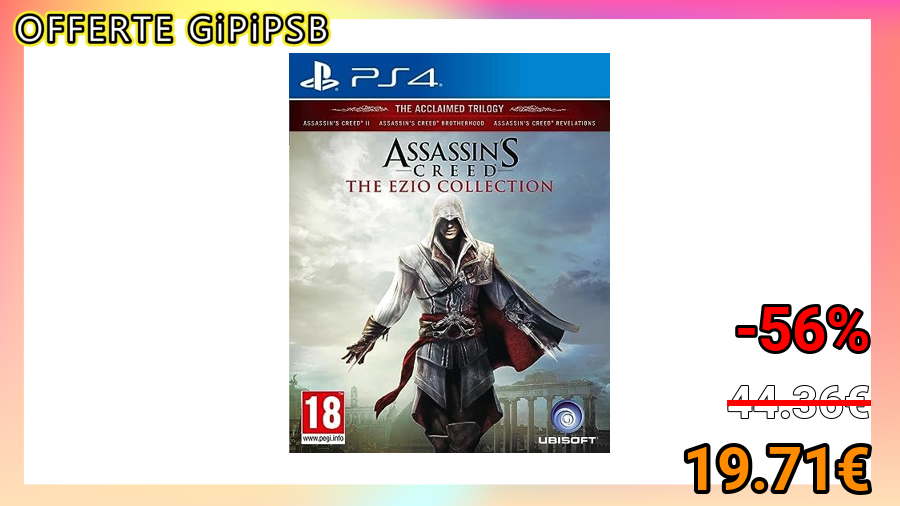 OFFERTE GiPiPSB
PS4
THE ACCLAIMED TRILOGY
ASSASSIN'S CREED® II ASSASSIN'S CREED® BROTHERHOOD ASSASSIN'S CREED® REVELATIONS
ASSASSIN'S
CREED
THE EZIO COLLECTION
18
www.pegi.info
UBISOFT
-56%
44.36€
19.71€